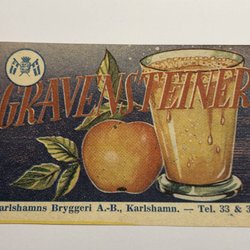 GRAVENSTEINER
arlshamns Bryggeri A.-B., Karlshamn. — Tel. 33 & 3